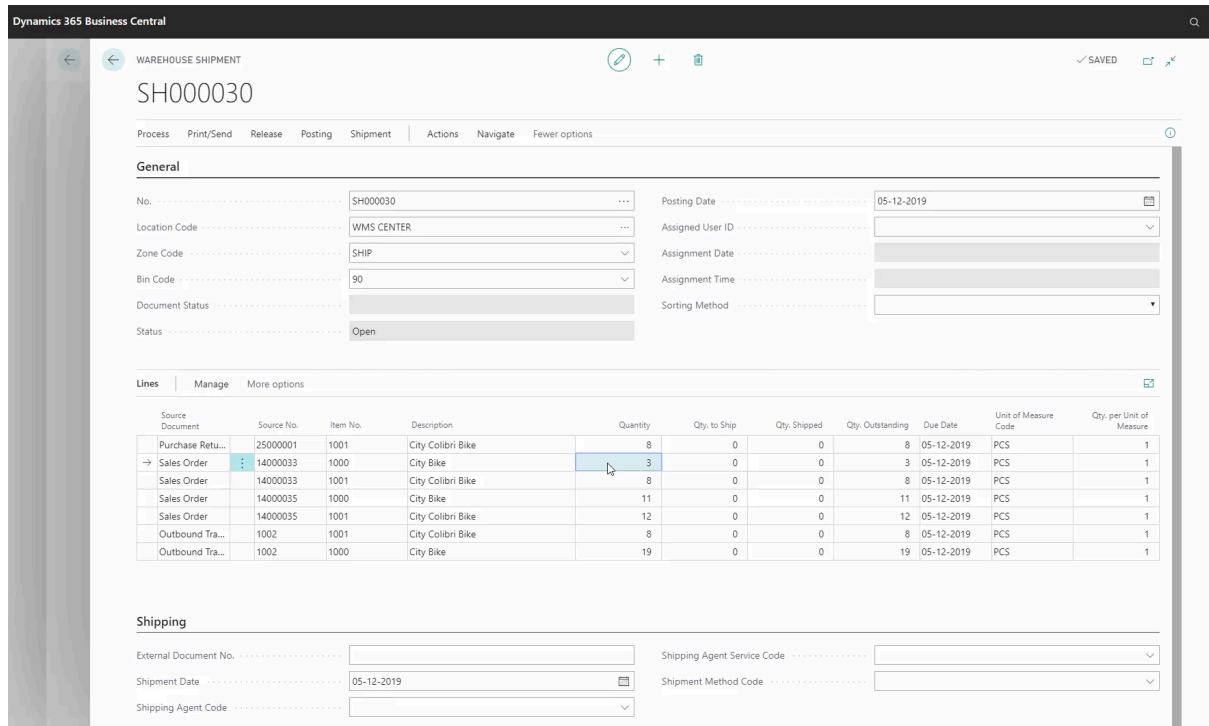 Dynamics 365 Business Central
WAREHOUSE SHIPMENT
✓ SAVED
SH000030
Process Print/Send Release Posting Shipment Actions Navigate Fewer options
General
No. SH000030 ...
Posting Date 05-12-2019
Location Code WMS CENTER ...
Assigned User ID
Zone Code SHIP
Assignment Date
Bin Code 90
Assignment Time
Document Status
Sorting Method
Status Open
Lines Manage More options
Source Document Source No. Item No. Description Quantity Qty. to Ship Qty. Shipped Qty. Outstanding Due Date Unit of Measure Code Qty. per Unit of Measure
Purchase Retu... 25000001 1001 City Colibri Bike 8 0 0 8 05-12-2019 PCS 1
Sales Order 14000033 1000 City Bike 3 0 0 3 05-12-2019 PCS 1
Sales Order 14000033 1001 City Colibri Bike 8 0 0 8 05-12-2019 PCS 1
Sales Order 14000035 1000 City Bike 11 0 0 11 05-12-2019 PCS 1
Sales Order 14000035 1001 City Colibri Bike 12 0 0 12 05-12-2019 PCS 1
Outbound Tra... 1002 1001 City Colibri Bike 8 0 0 8 05-12-2019 PCS 1
Outbound Tra... 1002 1000 City Bike 19 0 0 19 05-12-2019 PCS 1
Shipping
External Document No.
Shipping Agent Service Code
Shipment Date 05-12-2019
Shipment Method Code
Shipping Agent Code